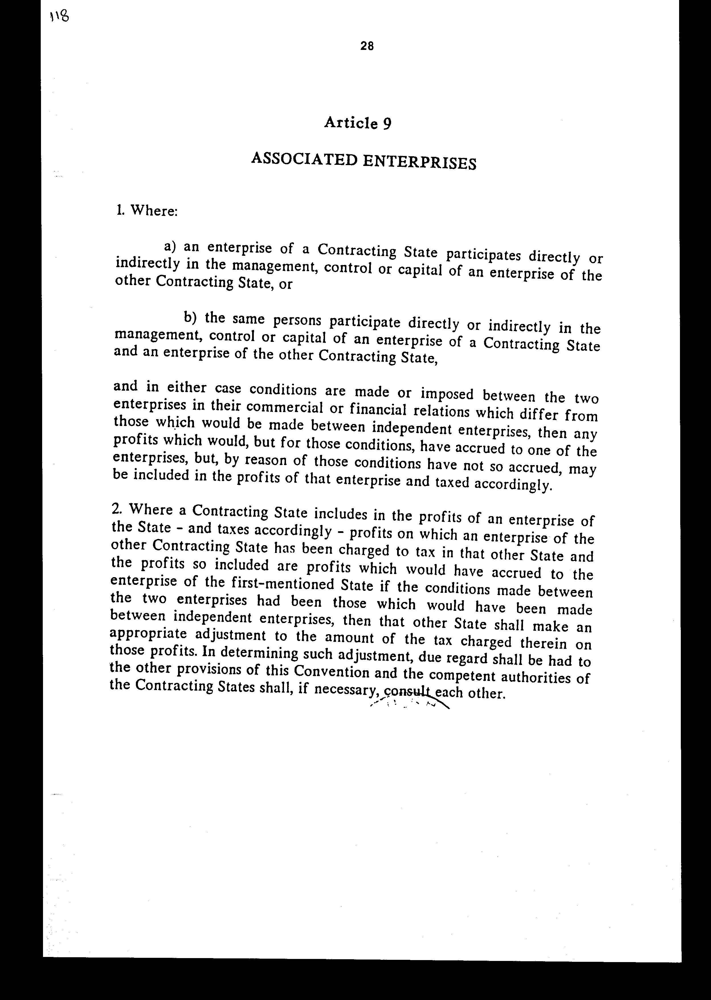 118
28
Article 9
ASSOCIATED ENTERPRISES
1. Where:
a) an enterprise of a Contracting State participates directly or
indirectly in the management, control or capital of an enterprise of the
other Contracting State, or
b) the same persons participate directly or indirectly in the
management, control or capital of an enterprise of a Contracting State
and an enterprise of the other Contracting State,
and in either case conditions are made or imposed between the two
enterprises in their commercial or financial relations which differ from
those which would be made between independent enterprises, then any
profits which would, but for those conditions, have accrued to one of the
enterprises, but, by reason of those conditions have not so accrued, may
be included in the profits of that enterprise and taxed accordingly.
2. Where a Contracting State includes in the profits of an enterprise of
the State - and taxes accordingly - profits on which an enterprise of the
other Contracting State has been charged to tax in that other State and
the profits so included are profits which would have accrued to the
enterprise of the first-mentioned State if the conditions made between
the two enterprises had been those which would have been made
between independent enterprises, then that other State shall make an
appropriate adjustment to the amount of the tax charged therein on
those profits. In determining such adjustment, due regard shall be had to
the other provisions of this Convention and the competent authorities of
the Contracting States shall, if necessary, consult each other.